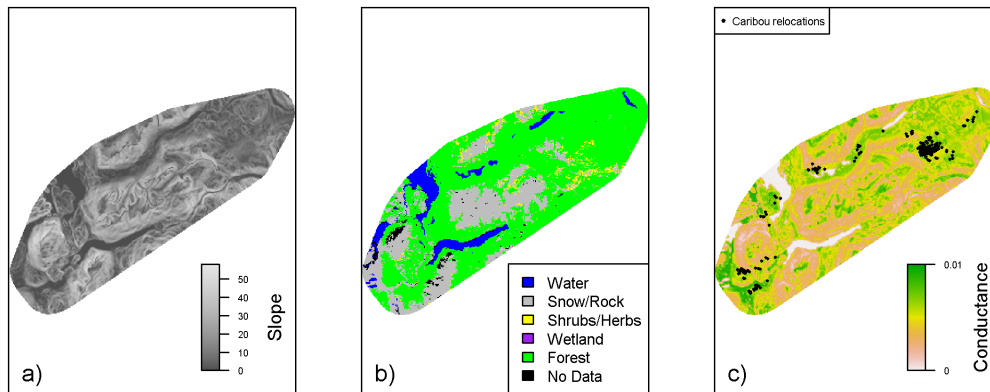 50
40
30
20
10
0
Slope
a)
Water
Snow/Rock
Shrubs/Herbs
Wetland
Forest
No Data
b)
Caribou relocations
0.01
0
Conductance
c)